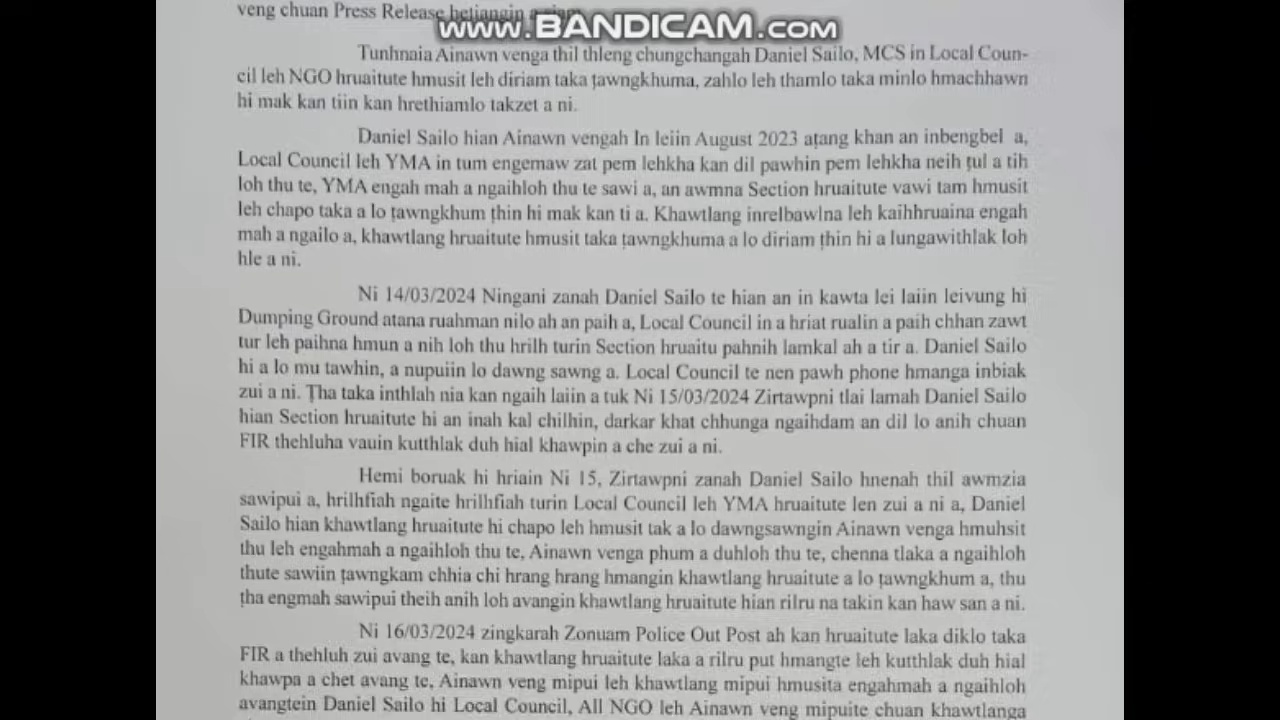 veng chuan Press Release hetiangin a siam
www.BANDICAM.com
Tunhnaia Ainawn venga thil thleng chungchangah Daniel Sailo, MCS in Local Coun-
cil leh NGO hruaitute hmusit leh diriam taka ṭawngkhuma, zahlo leh thamlo taka minlo hmachhawn
hi mak kan tiin kan hrethiamlo takzet a ni.
Daniel Sailo hian Ainawn vengah In leiin August 2023 aṭang khan an inbengbel a,
Local Council leh YMA in tum engemaw zat pem lehkha kan dil pawhin pem lehkha neih ṭul a tih
loh thu te, YMA engah mah a ngaihloh thu te sawi a, an awmna Section hruaitute vawi tam hmusit
leh chapo taka a lo ṭawngkhum ṭhin hi mak kan ti a. Khawtlang inrelbawlna leh kaihhruaina engah
mah a ngailo a, khawtlang hruaitute hmusit taka ṭawngkhuma a lo diriam ṭhin hi a lungawithlak loh
hle a ni.
Ni 14/03/2024 Ningani zanah Daniel Sailo te hian an in kawta lei laiin leivung hi
Dumping Ground atana ruahman nilo ah an paih a, Local Council in a hriat rualin a paih chhan zawt
tur leh paihna hmun a nih loh thu hrilh turin Section hruaitu pahnih lamkal ah a tir a. Daniel Sailo
hi a lo mu tawhin, a nupuiin lo dawng sawng a. Local Council te nen pawh phone hmanga inbiak
zui a ni. Ṭha taka inthlah nia kan ngaih laiin a tuk Ni 15/03/2024 Zirtawpni tlai lamah Daniel Sailo
hian Section hruaitute hi an inah kal chilhin, darkar khat chhunga ngaihdam an dil lo anih chuan
FIR thehluha vauin kutthlak duh hial khawpin a che zui a ni.
Hemi boruak hi hriain Ni 15, Zirtawpni zanah Daniel Sailo hnenah thil awmzia
sawipui a, hrilhfiah ngaite hrilhfiah turin Local Council leh YMA hruaitute len zui a ni a, Daniel
Sailo hian khawtlang hruaitute hi chapo leh hmusit tak a lo dawngsawngin Ainawn venga hmuhsit
thu leh engahmah a ngaihloh thu te, Ainawn venga phum a duhloh thu te, chenna tlaka a ngaihloh
thute sawiin ṭawngkam chhia chi hrang hrang hmangin khawtlang hruaitute a lo ṭawngkhum a, thu
ṭha engmah sawipui theih anih loh avangin khawtlang hruaitute hian rilru na takin kan haw san a ni.
Ni 16/03/2024 zingkarah Zonuam Police Out Post ah kan hruaitute laka diklo taka
FIR a thehluh zui avang te, kan khawtlang hruaitute laka a rilru put hmangte leh kutthlak duh hial
khawpa a chet avang te, Ainawn veng mipui leh khawtlang mipui hmusita engahmah a ngaihloh
avangtein Daniel Sailo hi Local Council, All NGO leh Ainawn veng mipuite chuan khawtlanga